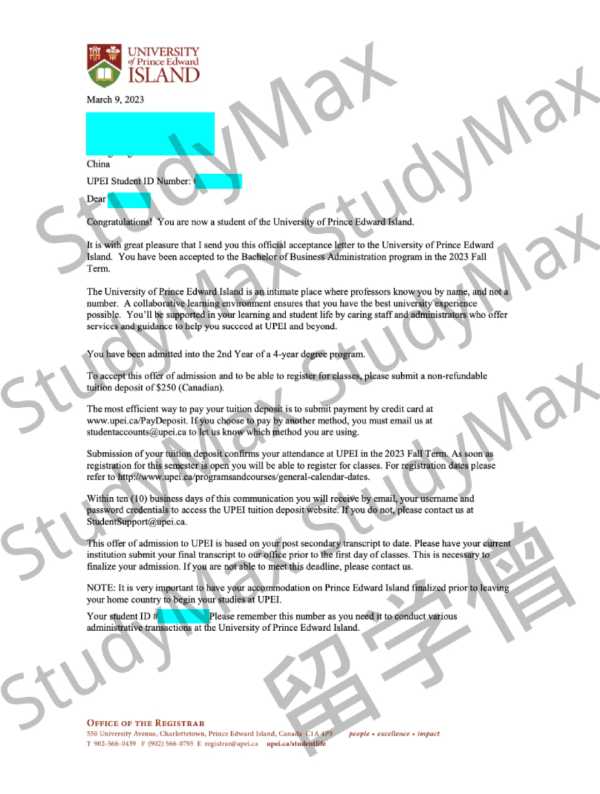 UNIVERSITY
of Prince Edward
ISLAND
March 9, 2023
China
UPEI Student ID Number:
Dear
Congratulations! You are now a student of the University of Prince Edward Island.
It is with great pleasure that I send you this official acceptance letter to the University of Prince Edward
Island. You have been accepted to the Bachelor of Business Administration program in the 2023 Fall
Term.
The University of Prince Edward Island is an intimate place where professors know you by name, and not a
number. A collaborative learning environment ensures that you have the best university experience
possible. You’ll be supported in your learning and student life by caring staff and administrators who offer
services and guidance to help you succeed at UPEI and beyond.
You have been admitted into the 2nd Year of a 4-year degree program.
To accept this offer of admission and to be able to register for classes, please submit a non-refundable
tuition deposit of $250 (Canadian).
The most efficient way to pay your tuition deposit is to submit payment by credit card at
www.upei.ca/PayDeposit. If you choose to pay by another method, you must email us at
studentaccounts@upei.ca to let us know which method you are using.
Submission of your tuition deposit confirms your attendance at UPEI in the 2023 Fall Term. As soon as
registration for this semester is open you will be able to register for classes. For registration dates please
refer to http://www.upei.ca/programsandcourses/general-calendar-dates.
Within ten (10) business days of this communication you will receive by email, your username and
password credentials to access the UPEI tuition deposit website. If you do not, please contact us at
StudentSupport@upei.ca.
This offer of admission to UPEI is based on your post secondary transcript to date. Please have your current
institution submit your final transcript to our office prior to the first day of classes. This is necessary to
finalize your admission. If you are not able to meet this deadline, please contact us.
NOTE: It is very important to have your accommodation on Prince Edward Island finalized prior to leaving
your home country to begin your studies at UPEI.
Your student ID # Please remember this number as you need it to conduct various
administrative transactions at the University of Prince Edward Island.
OFFICE OF THE REGISTRAR
550 University Avenue, Charlottetown, Prince Edward Island, Canada C1A 4P3 people • excellence • impact
T 902-566-0439 F (902) 566-0795 E registrar@upei.ca upei.ca/studentlife
StudyMax
StudyMax
StudyMax
StudyMax
StudyMax
StudyMax
StudyMax
留学僧